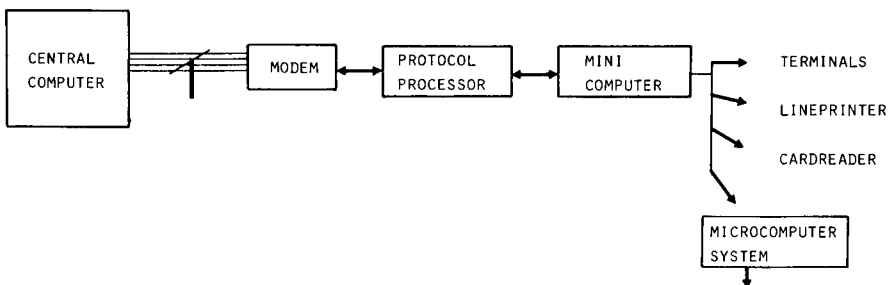 CENTRAL
COMPUTER
MODEM
PROTOCOL
PROCESSOR
MINI
COMPUTER
TERMINALS
LINEPRINTER
CARDREADER
MICROCOMPUTER
SYSTEM